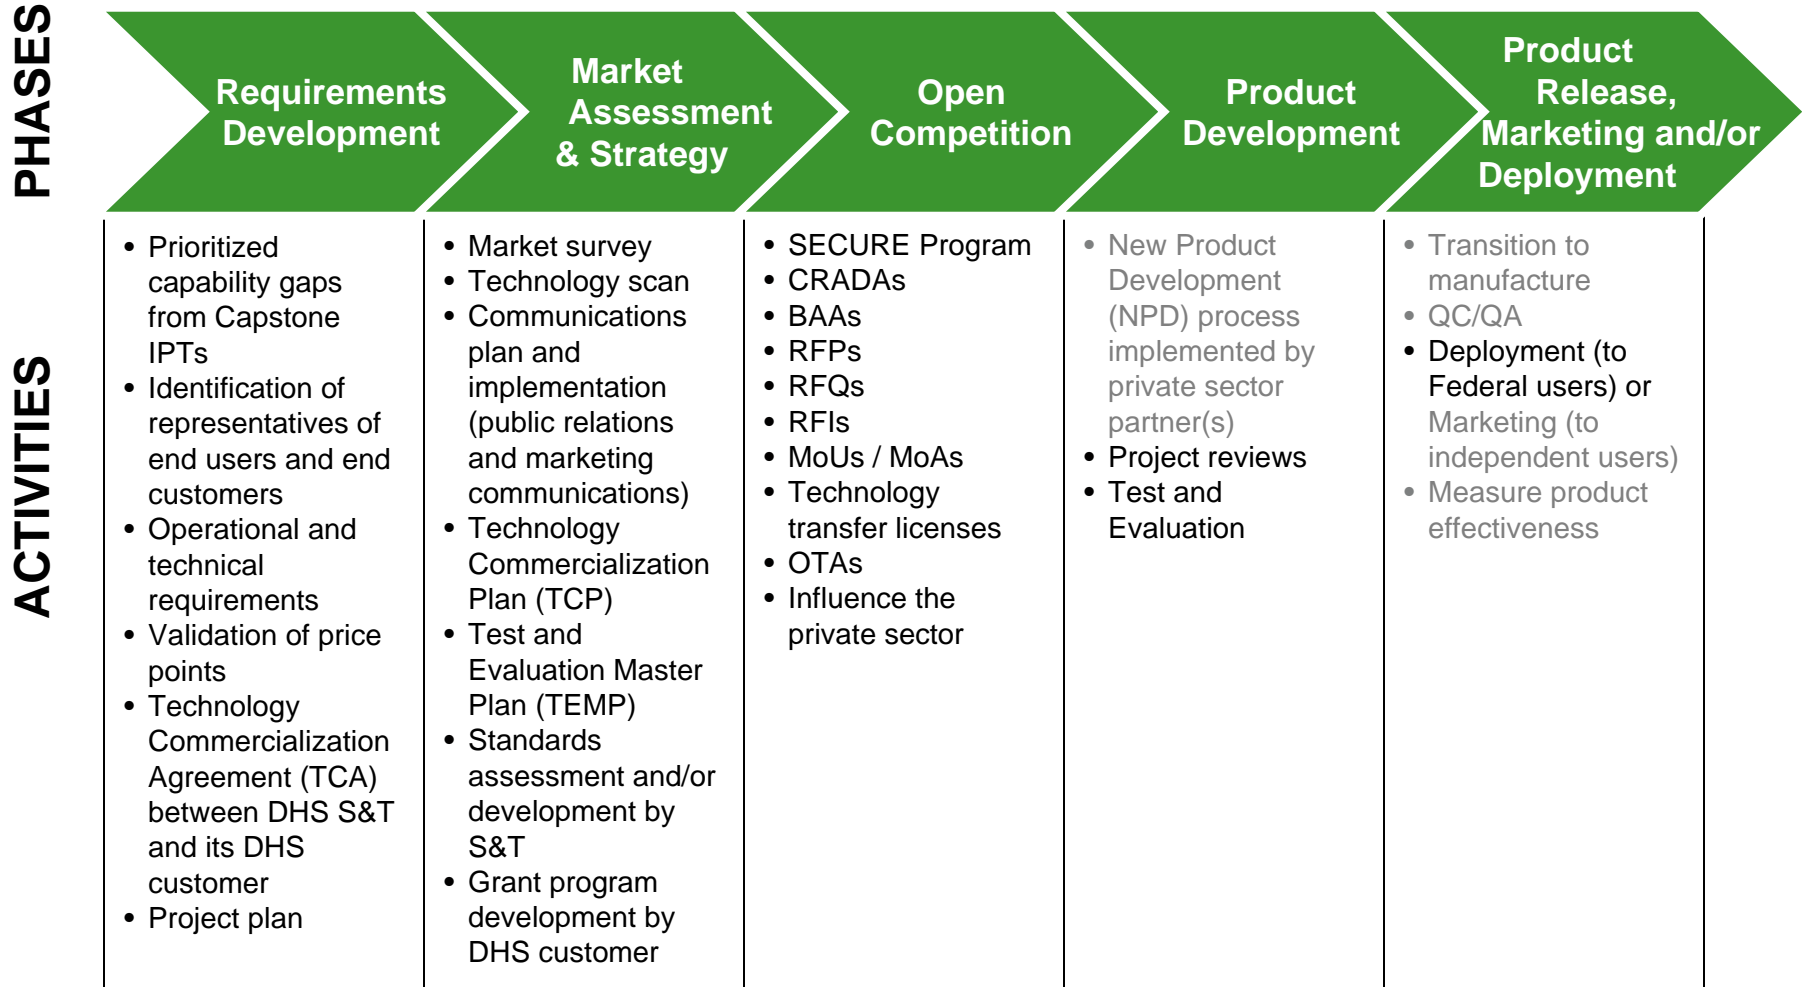 PHASES
Requirements
Development
Market
Assessment
& Strategy
Open
Competition
Product
Development
Product
Release,
Marketing and/or
Deployment
ACTIVITIES
• Prioritized
capability gaps
from Capstone
IPTs
• Identification of
representatives of
end users and end
customers
• Operational and
technical
requirements
• Validation of price
points
• Technology
Commercialization
Agreement (TCA)
between DHS S&T
and its DHS
customer
• Project plan
• Market survey
• Technology scan
• Communications
plan and
implementation
(public relations
and marketing
communications)
• Technology
Commercialization
Plan (TCP)
• Test and
Evaluation Master
Plan (TEMP)
• Standards
assessment and/or
development by
S&T
• Grant program
development by
DHS customer
• SECURE Program
• CRADAs
• BAAs
• RFPs
• RFQs
• RFIs
• MoUs / MoAs
• Technology
transfer licenses
• OTAs
• Influence the
private sector
• New Product
Development
(NPD) process
implemented by
private sector
partner(s)
• Project reviews
• Test and
Evaluation
• Transition to
manufacture
• QC/QA
• Deployment (to
Federal users) or
Marketing (to
independent users)
• Measure product
effectiveness